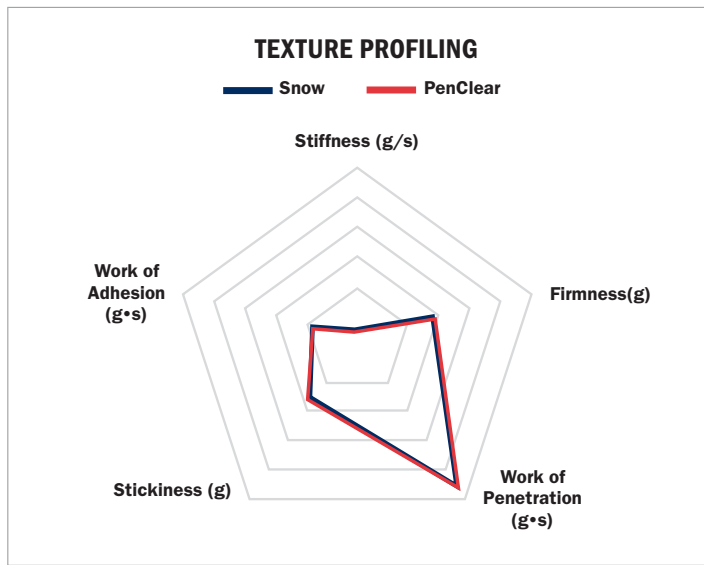 TEXTURE PROFILING
Snow
PenClear
Stiffness (g/s)
Work of
Adhesion
(g•s)
Firmness(g)
Stickiness (g)
Work of
Penetration
(g•s)